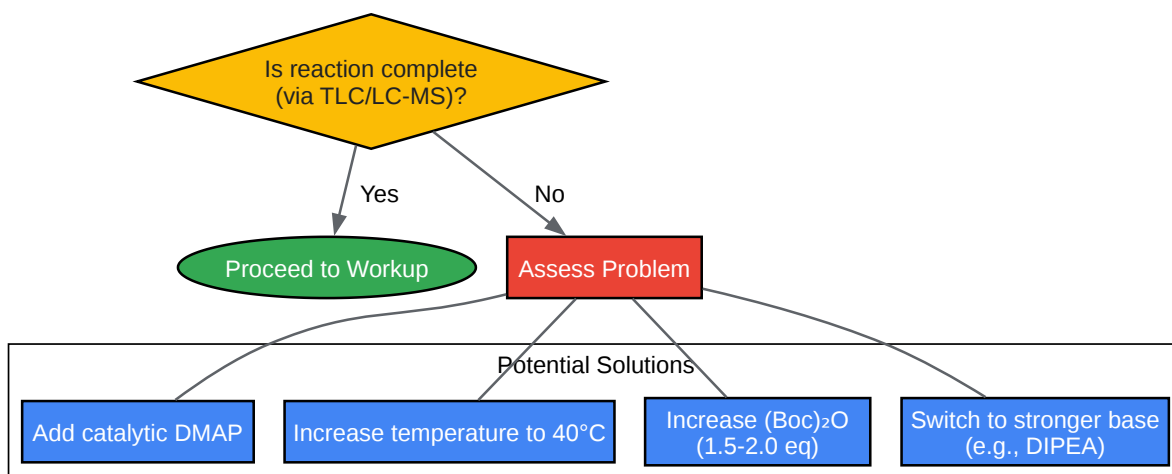 Is reaction complete
(via TLC/LC-MS)?
Yes
No
Proceed to Workup
Assess Problem
Potential Solutions
Add catalytic DMAP
Increase temperature to 40°C
Increase (Boc)₂O
(1.5-2.0 eq)
Switch to stronger base
(e.g., DIPEA)